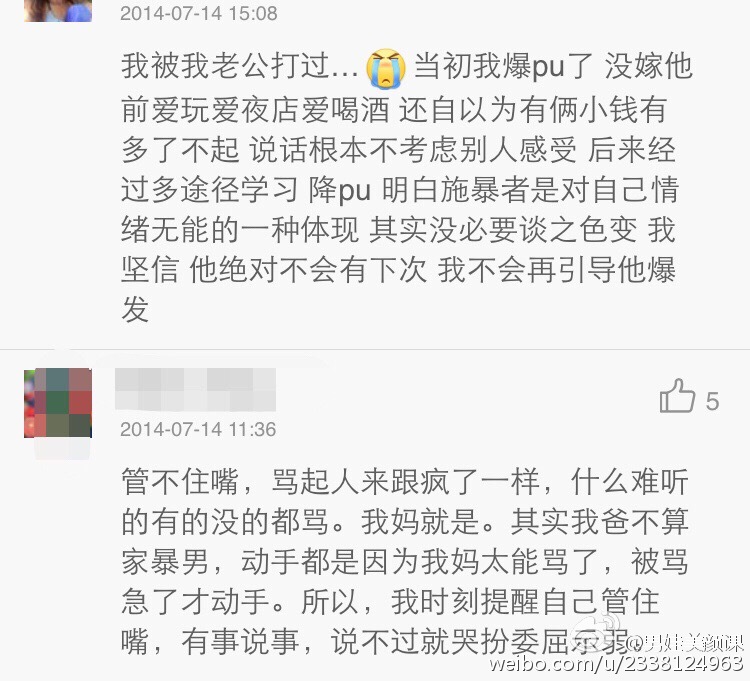 2014-07-14 15:08
我被我老公打过...😭当初我爆pu了 没嫁他
前爱玩爱夜店爱喝酒 还自以为有俩小钱有
多了不起 说话根本不考虑别人感受 后来经
过多途径学习 降pu 明白施暴者是对自己情
绪无能的一种体现 其实没必要谈之色变 我
坚信 他绝对不会有下次 我不会再引导他爆
发
5
2014-07-14 11:36
管不住嘴，骂起人来跟疯了一样，什么难听
的有的没的都骂。我妈就是。其实我爸不算
家暴男，动手都是因为我妈太能骂了，被骂
急了才动手。所以，我时刻提醒自己管住
嘴，有事说事，说不过就哭扮委屈示弱。
@男娃美颜课
weibo.com/u/2338124963